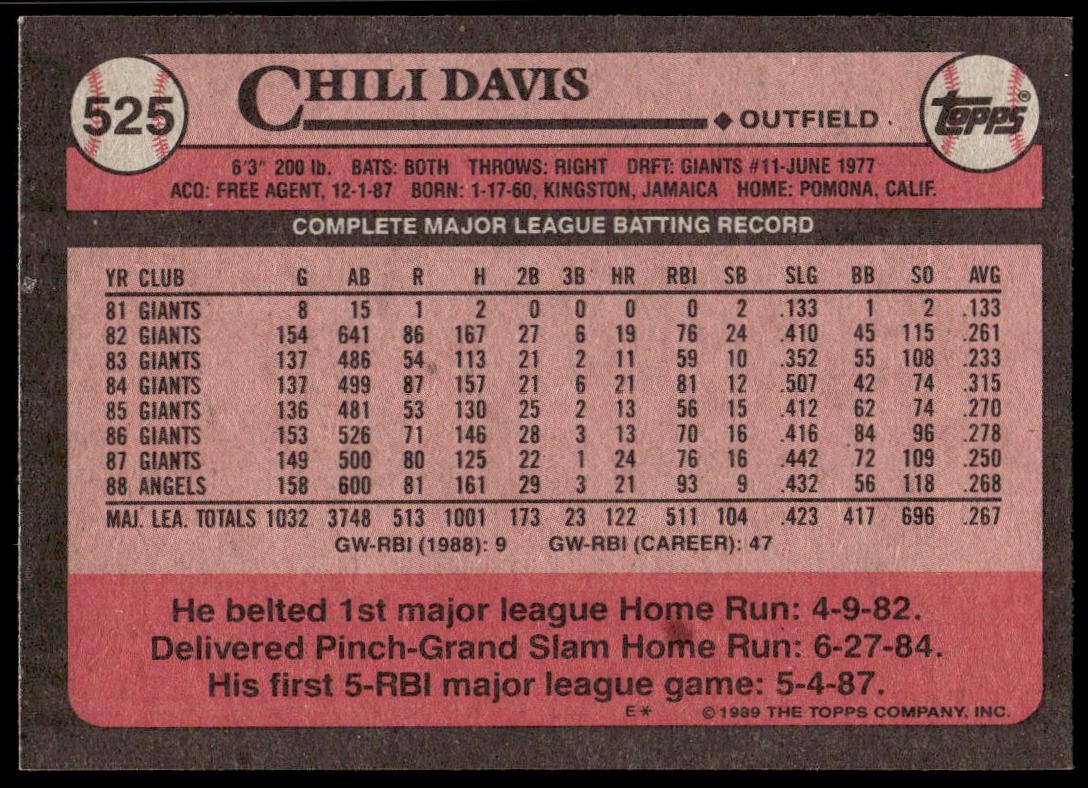 525
CHILI DAVIS
◆ OUTFIELD
topps®
6'3" 200 lb. BATS: BOTH THROWS: RIGHT DRFT: GIANTS #11-JUNE 1977
ACQ: FREE AGENT, 12-1-87 BORN: 1-17-60, KINGSTON, JAMAICA HOME: POMONA, CALIF.
COMPLETE MAJOR LEAGUE BATTING RECORD
YR CLUB G AB R H 2B 3B HR RBI SB SLG BB SO AVG
81 GIANTS 8 15 1 2 0 0 0 0 2 .133 1 2 .133
82 GIANTS 154 641 86 167 27 6 19 76 24 .410 45 115 .261
83 GIANTS 137 486 54 113 21 2 11 59 10 .352 55 108 .233
84 GIANTS 137 499 87 157 21 6 21 81 12 .507 42 74 .315
85 GIANTS 136 481 53 130 25 2 13 56 15 .412 62 74 .270
86 GIANTS 153 526 71 146 28 3 13 70 16 .416 84 96 .278
87 GIANTS 149 500 80 125 22 1 24 76 16 .442 72 109 .250
88 ANGELS 158 600 81 161 29 3 21 93 9 .432 56 118 .268
MAJ. LEA. TOTALS 1032 3748 513 1001 173 23 122 511 104 .423 417 696 .267
GW-RBI (1988): 9 GW-RBI (CAREER): 47
He belted 1st major league Home Run: 4-9-82.
Delivered Pinch-Grand Slam Home Run: 6-27-84.
His first 5-RBI major league game: 5-4-87.
E* © 1989 THE TOPPS COMPANY, INC.